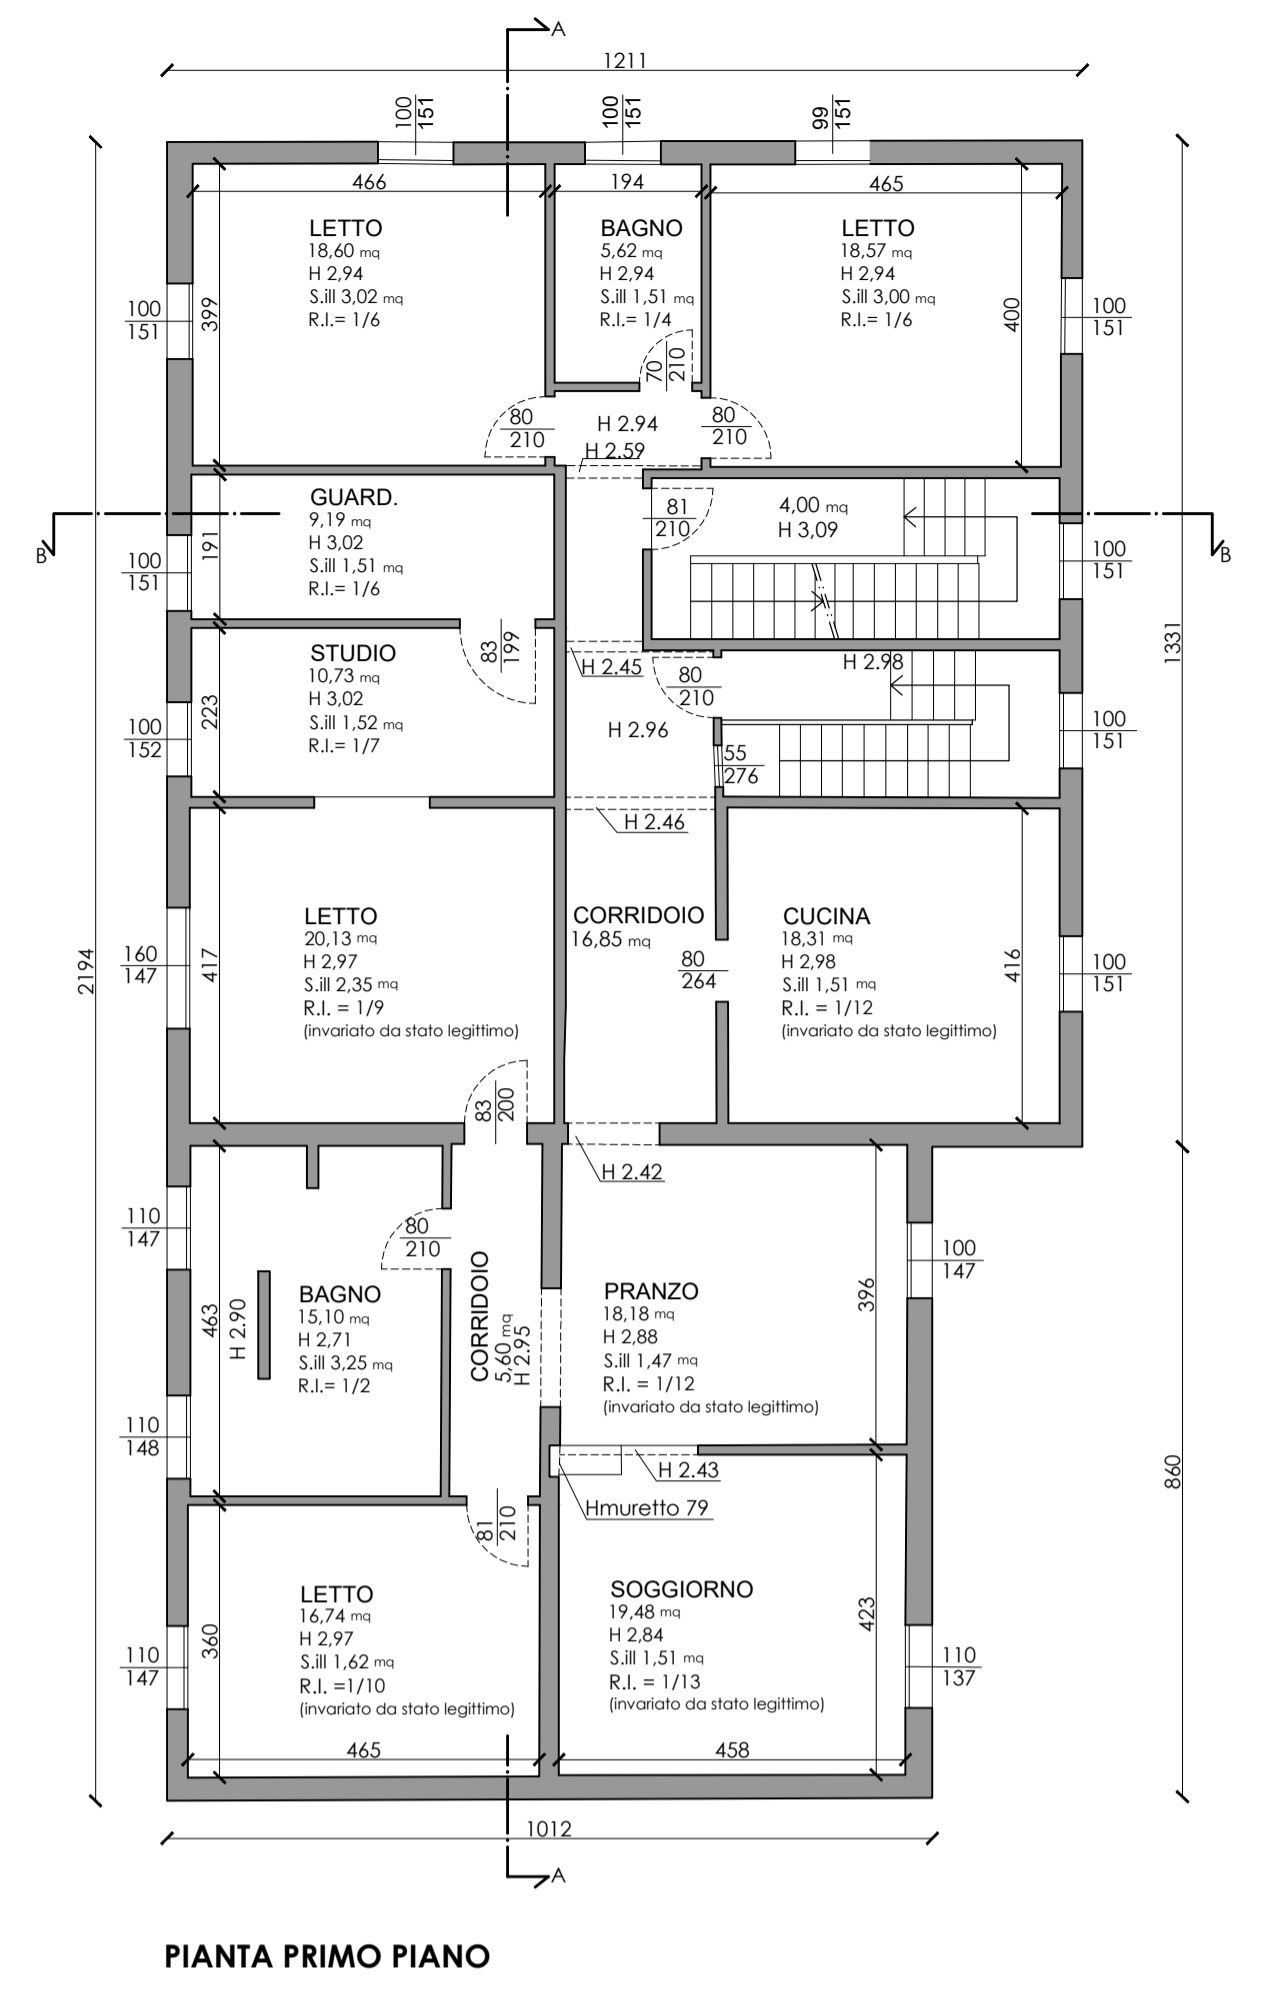 A
1211
100
151
100
151
99
151
466
194
465
LETTO
18,60 mq
H 2,94
S.ill 3,02 mq
R.I.= 1/6
BAGNO
5,62 mq
H 2,94
S.ill 1,51 mq
R.I.= 1/4
LETTO
18,57 mq
H 2,94
S.ill 3,00 mq
R.I.= 1/6
100
151
399
400
100
151
70
210
80
210
H 2.94
H 2.59
80
210
GUARD.
9,19 mq
H 3,02
S.ill 1,51 mq
R.I.= 1/6
81
210
4,00 mq
H 3,09
B
B
100
151
191
100
151
STUDIO
10,73 mq
H 3,02
S.ill 1,52 mq
R.I.= 1/7
83
199
H 2.45
80
210
H 2.98
1331
100
152
223
H 2.96
55
276
100
151
H 2.46
LETTO
20,13 mq
H 2,97
S.ill 2,35 mq
R.I. = 1/9
(invariato da stato legittimo)
CORRIDOIO
16,85 mq
80
264
CUCINA
18,31 mq
H 2,98
S.ill 1,51 mq
R.I. = 1/12
(invariato da stato legittimo)
2194
160
147
417
416
100
151
83
200
H 2.42
110
147
80
210
100
147
463
H 2.90
BAGNO
15,10 mq
H 2,71
S.ill 3,25 mq
R.I.= 1/2
CORRIDOIO
5,60 mq
H 2.95
PRANZO
18,18 mq
H 2,88
S.ill 1,47 mq
R.I. = 1/12
(invariato da stato legittimo)
396
110
148
H 2.43
Hmuretto 79
860
81
210
LETTO
16,74 mq
H 2,97
S.ill 1,62 mq
R.I. =1/10
(invariato da stato legittimo)
SOGGIORNO
19,48 mq
H 2,84
S.ill 1,51 mq
R.I. = 1/13
(invariato da stato legittimo)
110
147
360
423
110
137
465
458
1012
A
PIANTA PRIMO PIANO